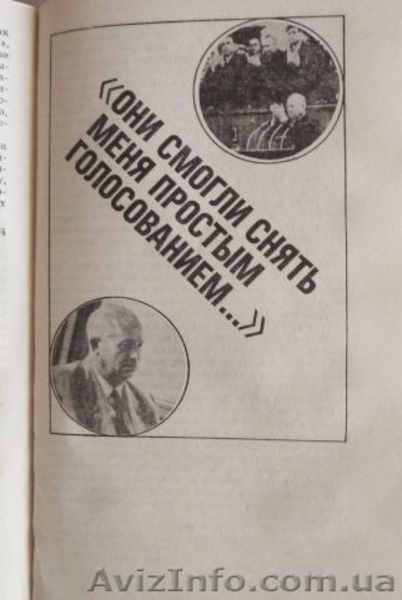 «ОНИ СМОГЛИ СНЯТЬ
МЕНЯ ПРОСТЫМ
ГОЛОСОВАНИЕМ...»
AvizInfo.com.ua